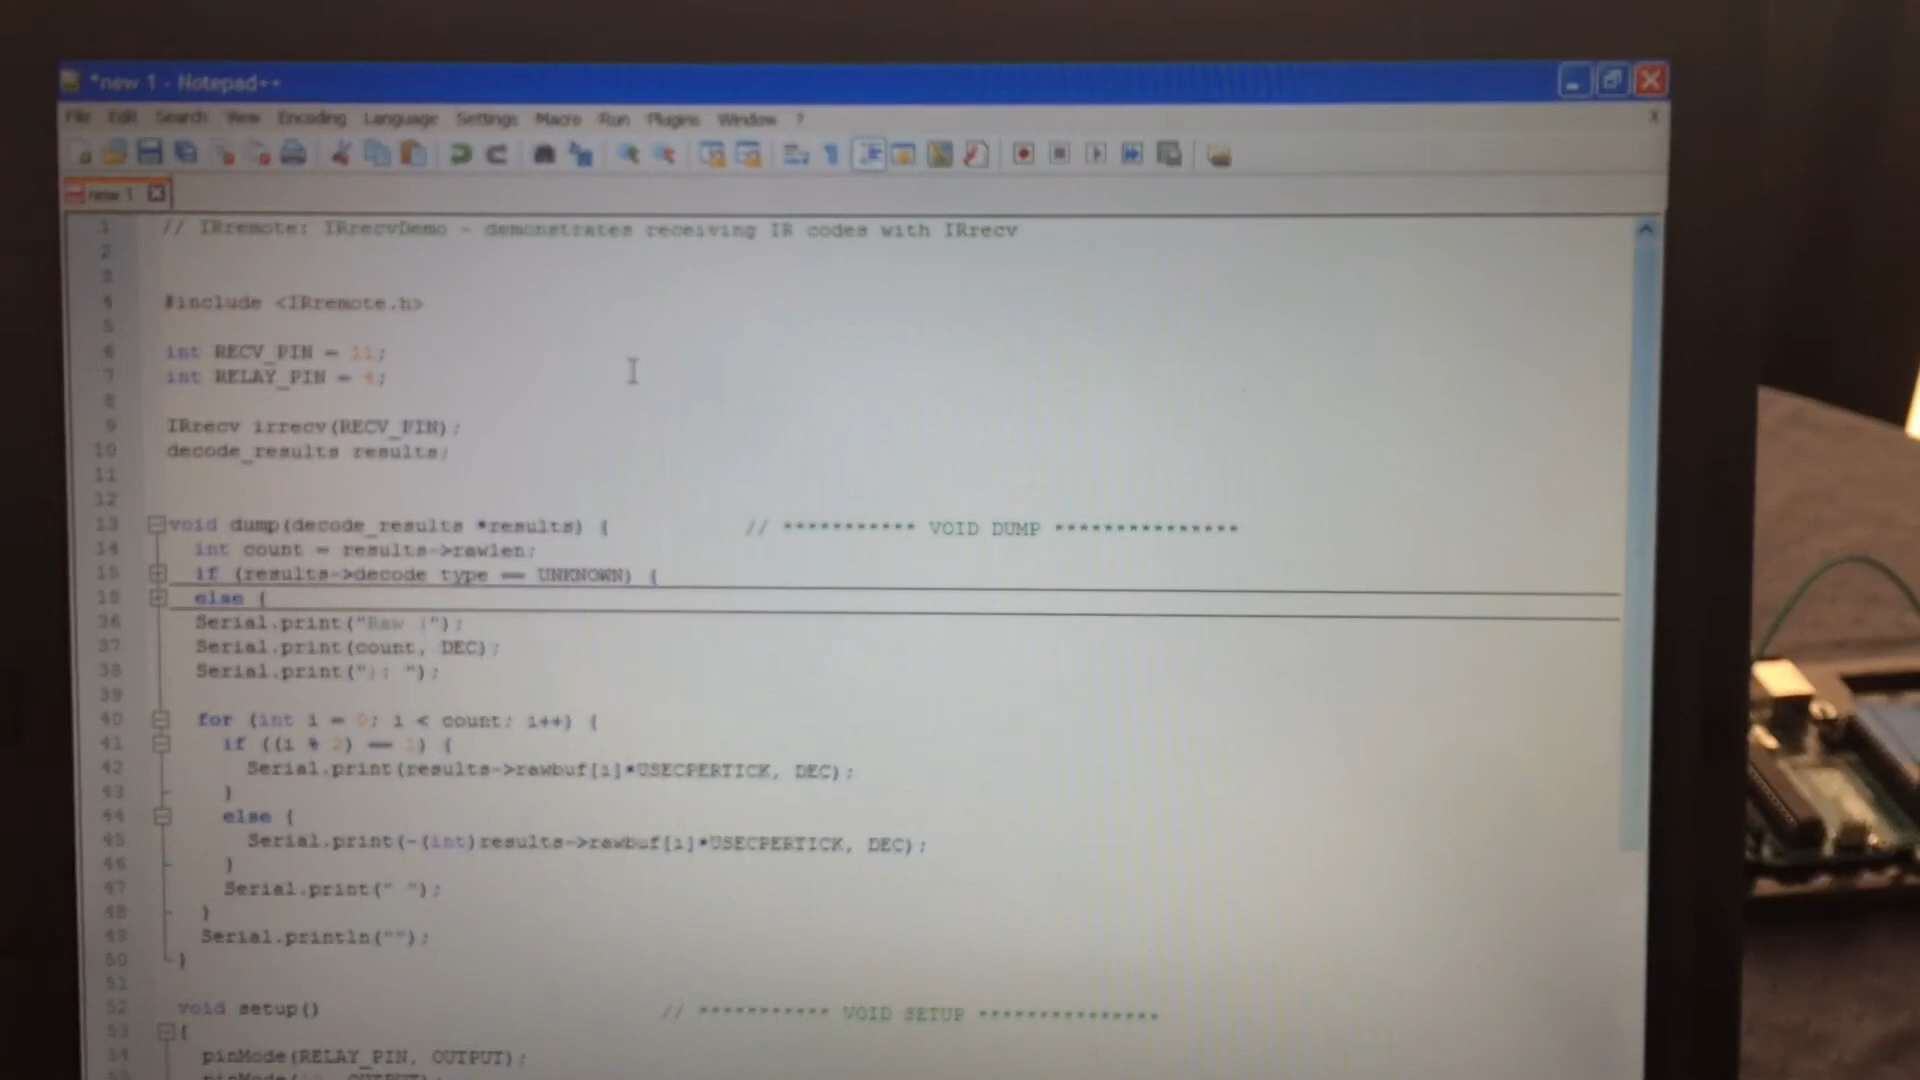 *new 1 - Notepad++
File Edit Search View Encoding Language Settings Macro Run Plugins Window ? X
new 1
1 // IRremote: IRrecvDemo - demonstrates receiving IR codes with IRrecv
2
3
4 #include <IRremote.h>
5
6 int RECV_PIN = 11;
7 int RELAY_PIN = 4;
8
9 IRrecv irrecv(RECV_PIN);
10 decode_results results;
11
12
13 void dump(decode_results *results) { // *********** VOID DUMP ***************
14 int count = results->rawlen;
15 if (results->decode_type == UNKNOWN) {
else {
36 Serial.print("Raw (");
37 Serial.print(count, DEC);
38 Serial.print("): ");
39
40 for (int i = 0; i < count; i++) {
41 if ((i % 2) == 1) {
42 Serial.print(results->rawbuf[i]*USECPERTICK, DEC);
43 }
44 else {
45 Serial.print(-(int)results->rawbuf[i]*USECPERTICK, DEC);
46 }
47 Serial.print(" ");
48 }
49 Serial.println("");
50 }
51
52 void setup() // *********** VOID SETUP ***************
53 {
54 pinMode(RELAY_PIN, OUTPUT);